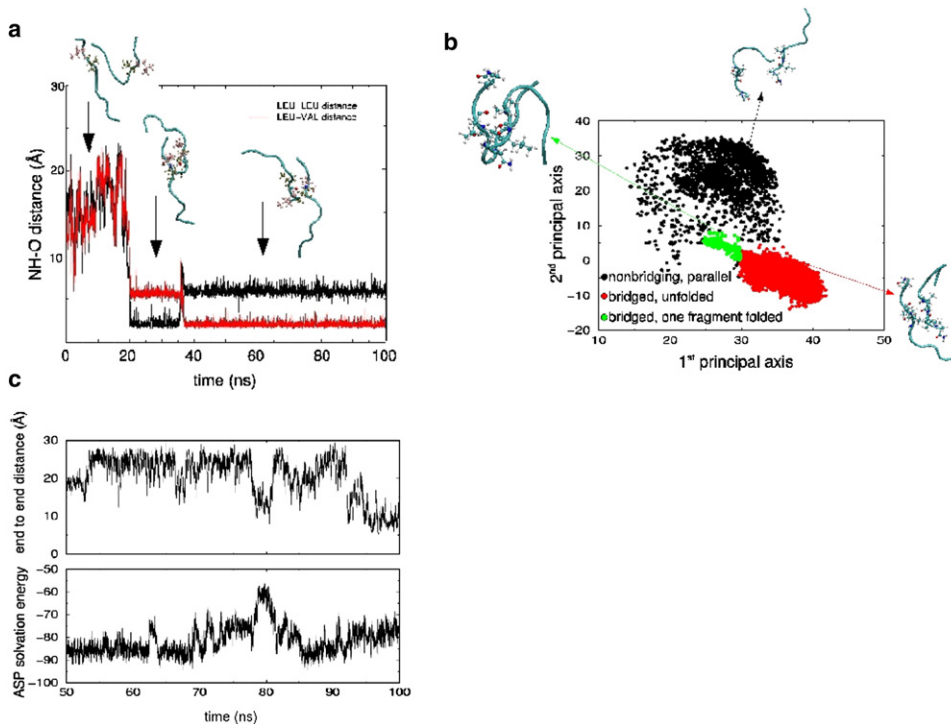 a
30
20
10
NH-O distance (Å)
LEU-LEU distance
LEU-VAL distance
0 20 40 60 80 100
time (ns)
b
40
30
20
10
0
-10
-20
2nd principal axis
nonbridging, parallel
bridged, unfolded
bridged, one fragment folded
10 20 30 40 50
1st principal axis
c
30
20
10
0
end to end distance (Å)
-50
-60
-70
-80
-90
-100
ASP solvation energy
50 60 70 80 90 100
time (ns)